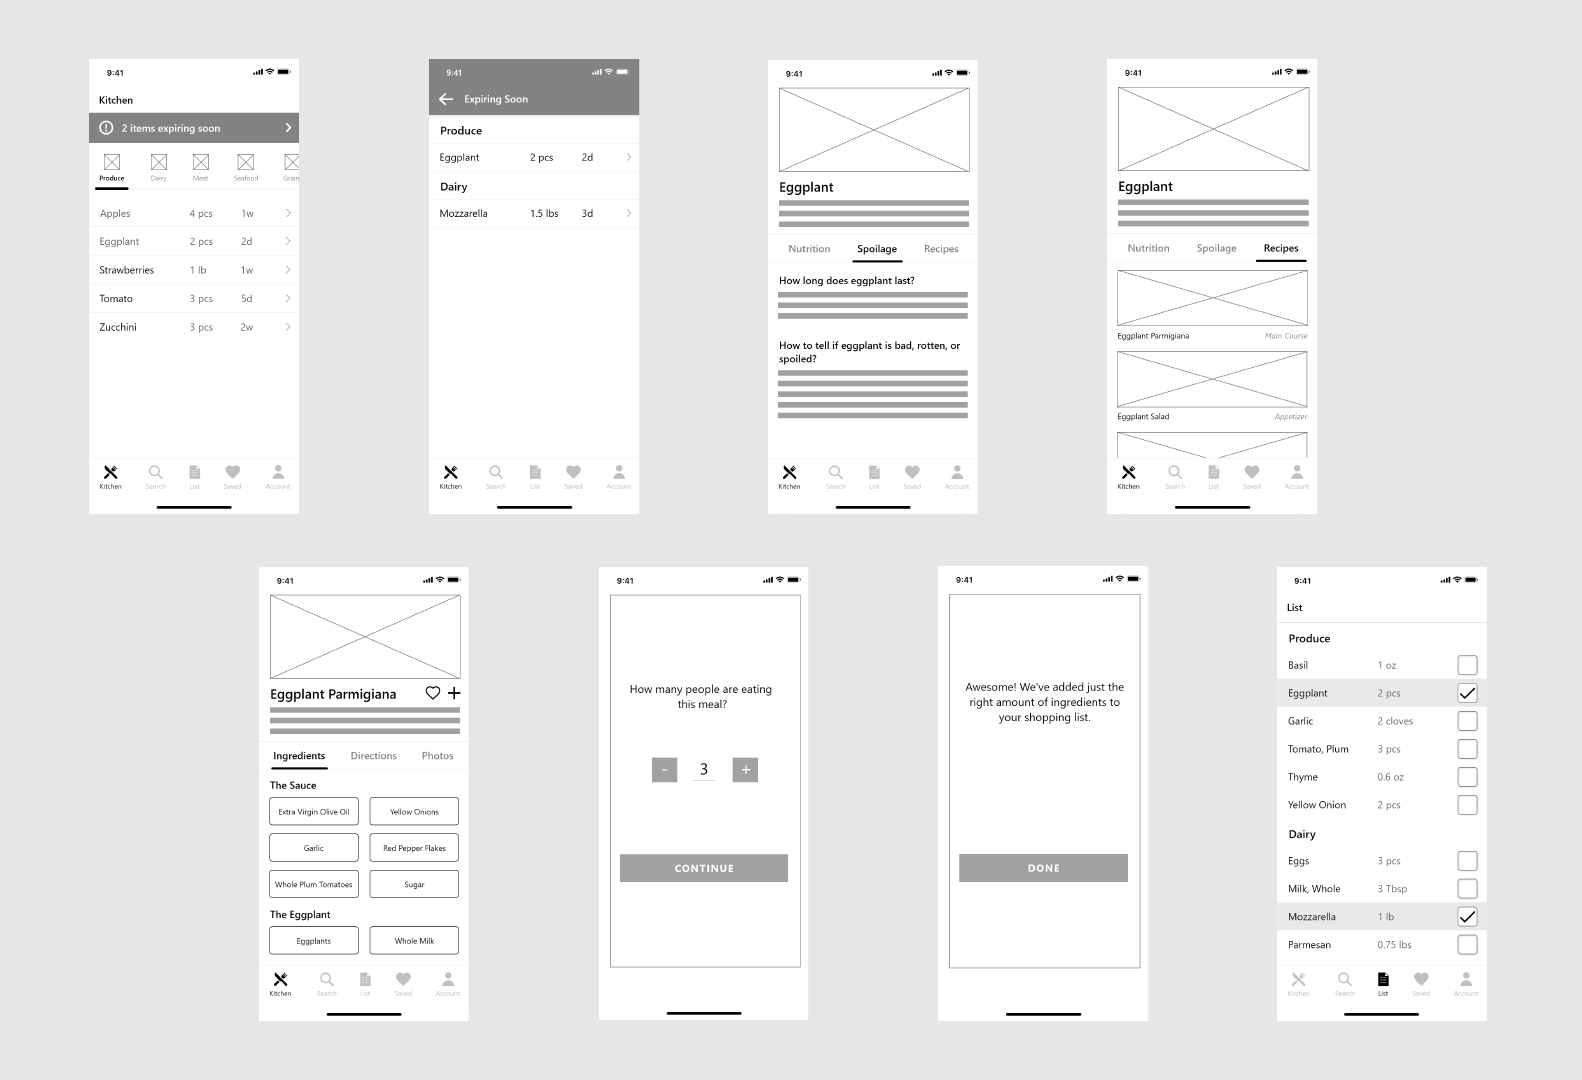 9:41
Kitchen
2 items expiring soon
Produce Dairy Meat Seafood Grain
Apples 4 pcs 1w
Eggplant 2 pcs 2d
Strawberries 1 lb 1w
Tomato 3 pcs 5d
Zucchini 3 pcs 2w
Kitchen Search List Saved Account
9:41
Expiring Soon
Produce
Eggplant 2 pcs 2d
Dairy
Mozzarella 1.5 lbs 3d
Kitchen Search List Saved Account
9:41
Eggplant
Nutrition Spoilage Recipes
How long does eggplant last?
How to tell if eggplant is bad, rotten, or
spoiled?
Kitchen Search List Saved Account
9:41
Eggplant
Nutrition Spoilage Recipes
Eggplant Parmigiana Main Course
Eggplant Salad Appetizer
Kitchen Search List Saved Account
9:41
Eggplant Parmigiana
Ingredients Directions Photos
The Sauce
Extra Virgin Olive Oil Yellow Onions
Garlic Red Pepper Flakes
Whole Plum Tomatoes Sugar
The Eggplant
Eggplants Whole Milk
Kitchen Search List Saved Account
9:41
How many people are eating
this meal?
- 3 +
CONTINUE
9:41
Awesome! We've added just the
right amount of ingredients to
your shopping list.
DONE
9:41
List
Produce
Basil 1 oz
Eggplant 2 pcs
Garlic 2 cloves
Tomato, Plum 3 pcs
Thyme 0.6 oz
Yellow Onion 2 pcs
Dairy
Eggs 3 pcs
Milk, Whole 3 Tbsp
Mozzarella 1 lb
Parmesan 0.75 lbs
Kitchen Search List Saved Account